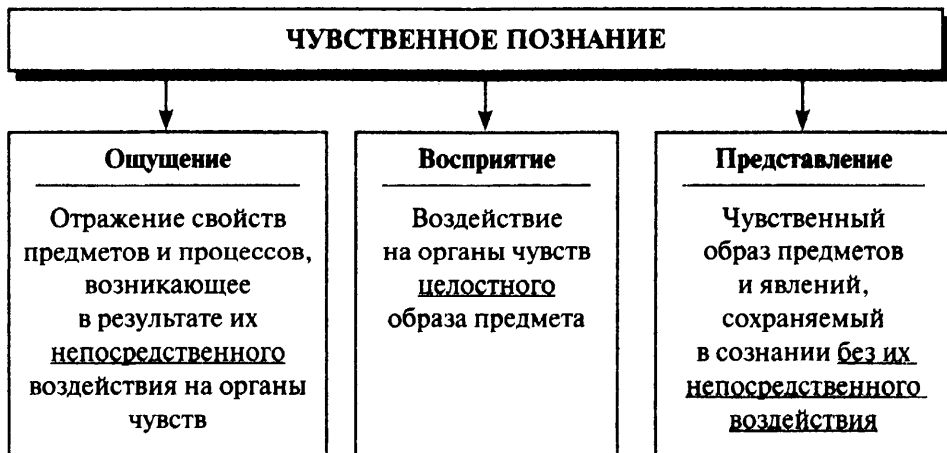 ЧУВСТВЕННОЕ ПОЗНАНИЕ
Ощущение
Отражение свойств
предметов и процессов,
возникающее
в результате их
непосредственного
воздействия на органы
чувств
Восприятие
Воздействие
на органы чувств
целостного
образа предмета
Представление
Чувственный
образ предметов
и явлений,
сохраняемый
в сознании без их
непосредственного
воздействия